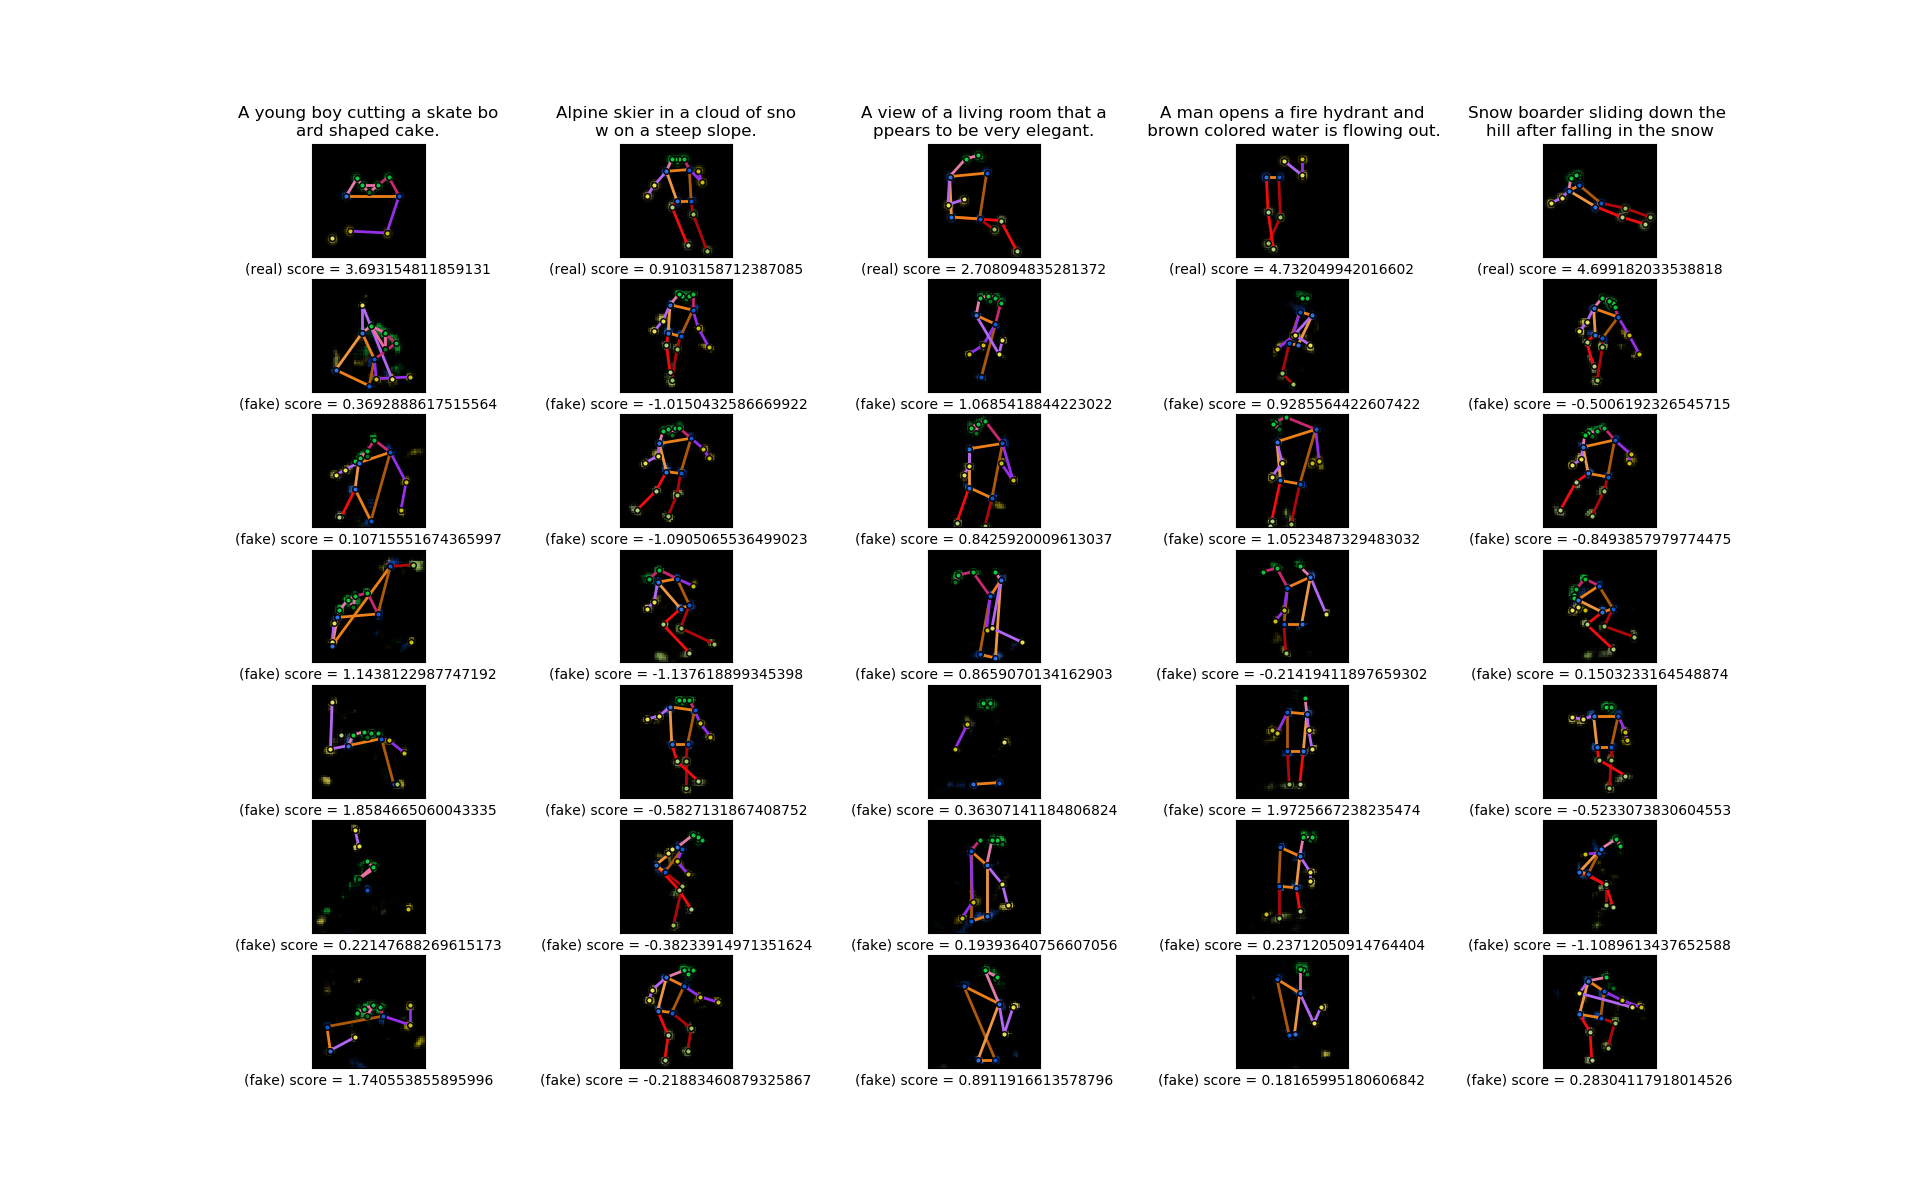 A young boy cutting a skate bo
ard shaped cake.
Alpine skier in a cloud of sno
w on a steep slope.
A view of a living room that a
ppears to be very elegant.
A man opens a fire hydrant and
brown colored water is flowing out.
Snow boarder sliding down the
hill after falling in the snow
(real) score = 3.693154811859131
(real) score = 0.9103158712387085
(real) score = 2.708094835281372
(real) score = 4.732049942016602
(real) score = 4.699182033538818
(fake) score = 0.3692888617515564
(fake) score = -1.0150432586669922
(fake) score = 1.0685418844223022
(fake) score = 0.9285564422607422
(fake) score = -0.5006192326545715
(fake) score = 0.10715551674365997
(fake) score = -1.0905065536499023
(fake) score = 0.8425920009613037
(fake) score = 1.0523487329483032
(fake) score = -0.8493857979774475
(fake) score = 1.1438122987747192
(fake) score = -1.137618899345398
(fake) score = 0.8659070134162903
(fake) score = -0.21419411897659302
(fake) score = 0.1503233164548874
(fake) score = 1.8584665060043335
(fake) score = -0.5827131867408752
(fake) score = 0.36307141184806824
(fake) score = 1.9725667238235474
(fake) score = -0.5233073830604553
(fake) score = 0.22147688269615173
(fake) score = -0.38233914971351624
(fake) score = 0.19393640756607056
(fake) score = 0.23712050914764404
(fake) score = -1.1089613437652588
(fake) score = 1.740553855895996
(fake) score = -0.21883460879325867
(fake) score = 0.8911916613578796
(fake) score = 0.18165995180606842
(fake) score = 0.28304117918014526